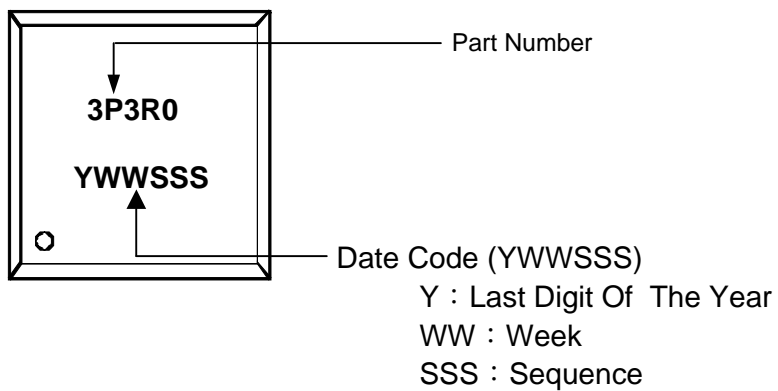 Part Number
3P3R0
YWWSSS
Date Code (YWWSSS)
Y：Last Digit Of The Year
WW：Week
SSS：Sequence